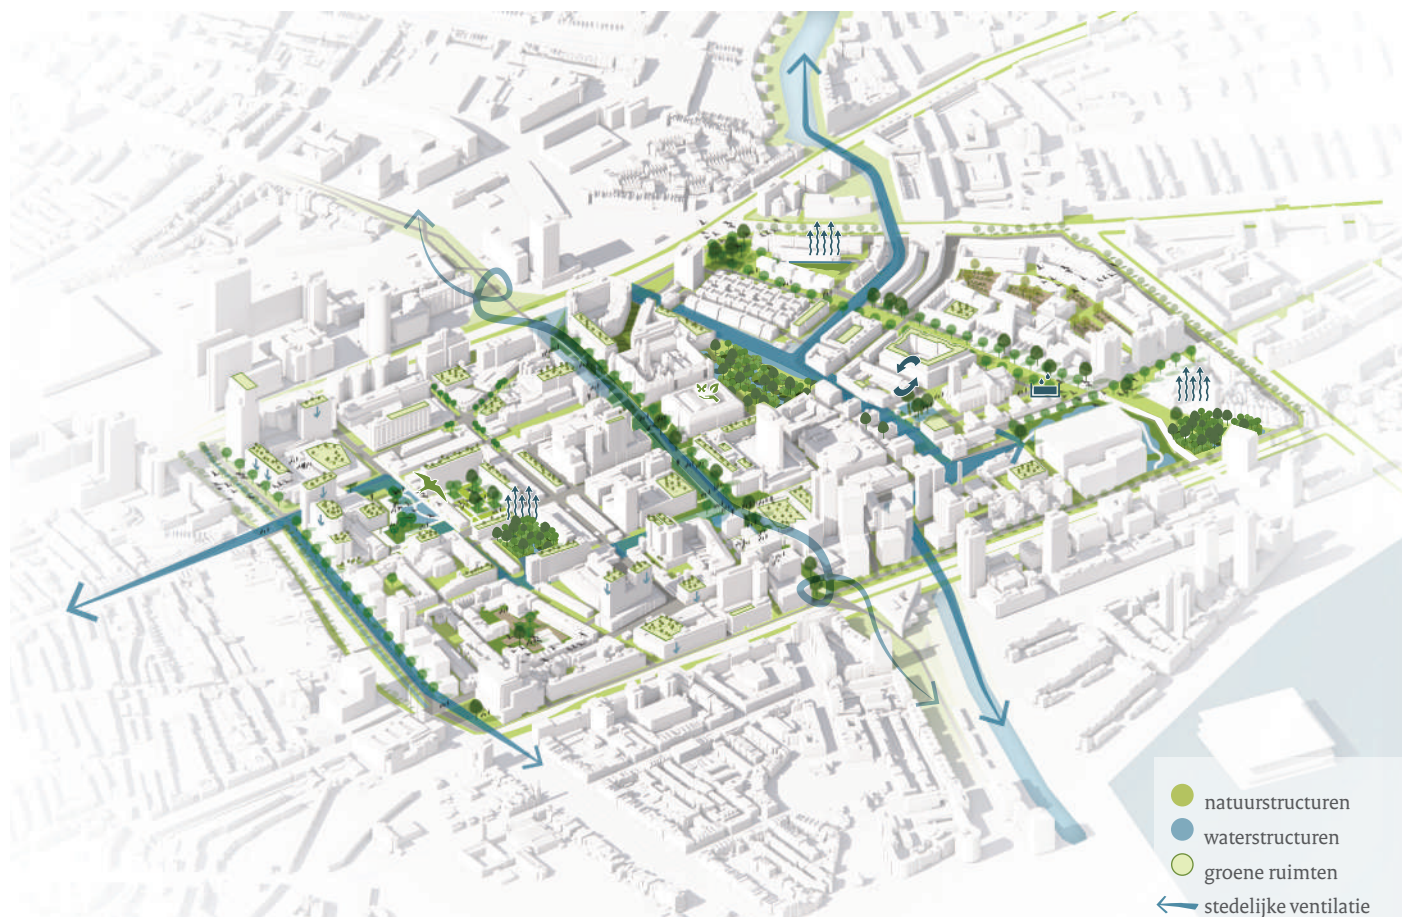 natuurstructuren
waterstructuren
groene ruimten
stedelijke ventilatie